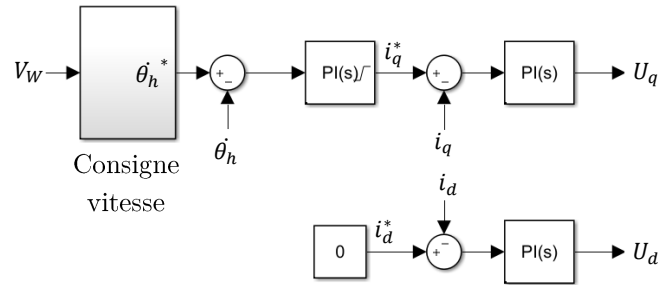 V_W
θ̇_h*
+ −
θ̇_h
PI(s)
i_q*
+ −
i_q
PI(s)
U_q
Consigne
vitesse
0
i_d*
i_d
+ −
PI(s)
U_d